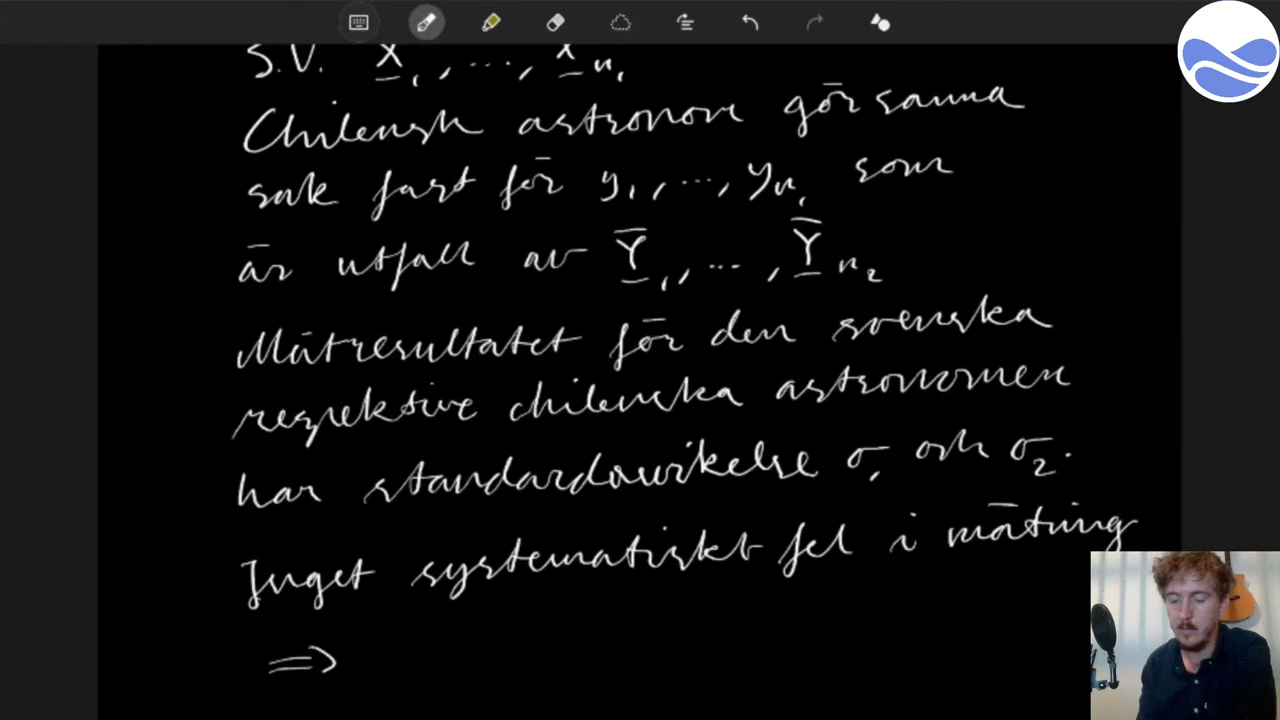 S.V. X₁, ..., Xn₁
Chilensk astronom gör samma
sak fast för y₁, ..., yn, som
är utfall av Y₁, ..., Yn₂
Mätresultatet för den svenska
respektive chilenska astronomen
har standardavvikelse σ₁ och σ₂.
Inget systematiskt fel i mätning
⇒